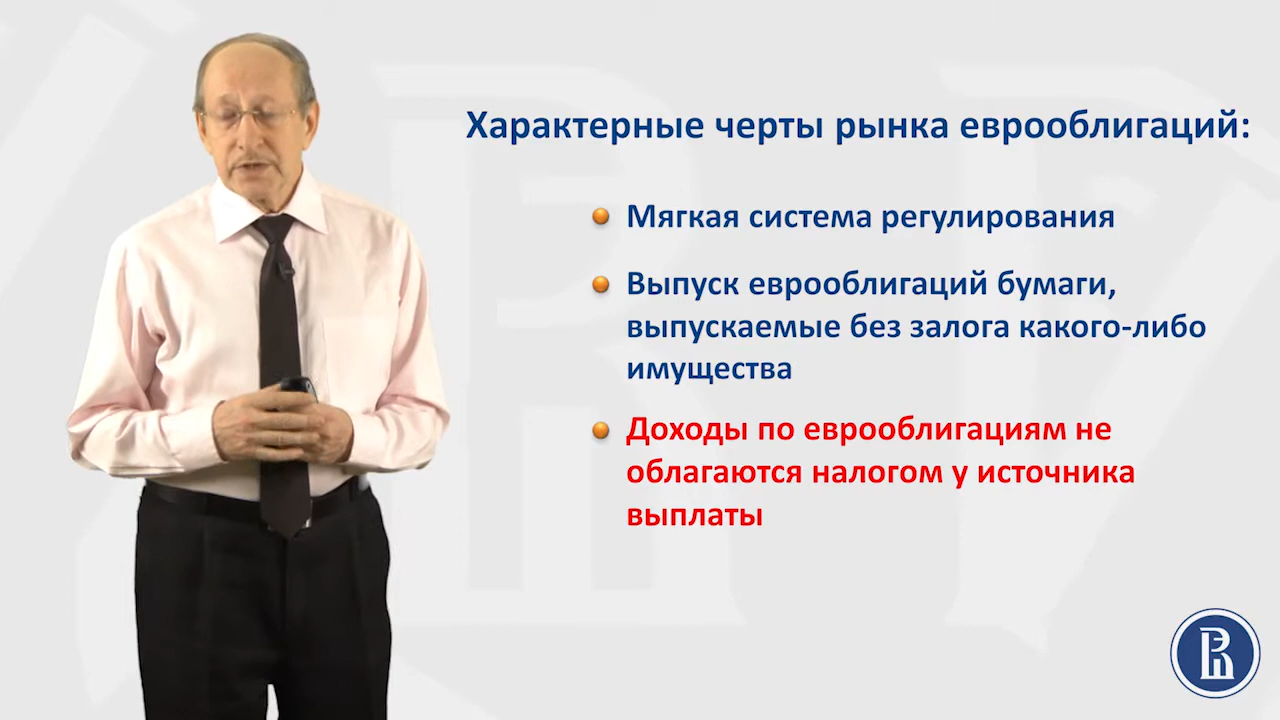 Характерные черты рынка еврооблигаций:
Мягкая система регулирования
Выпуск еврооблигаций бумаги,
выпускаемые без залога какого-либо
имущества
Доходы по еврооблигациям не
облагаются налогом у источника
выплаты